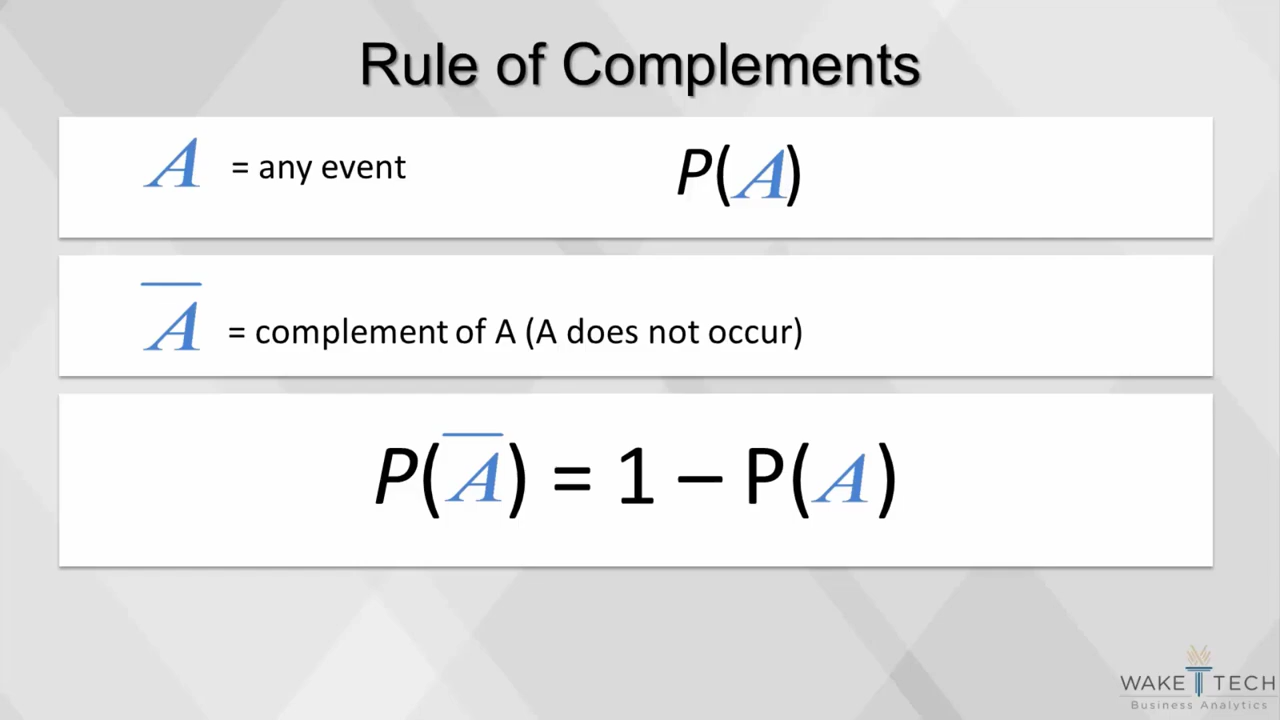 Rule of Complements
A = any event P(A)
A̅ = complement of A (A does not occur)
P(A̅) = 1 – P(A)
WAKE TECH
Business Analytics